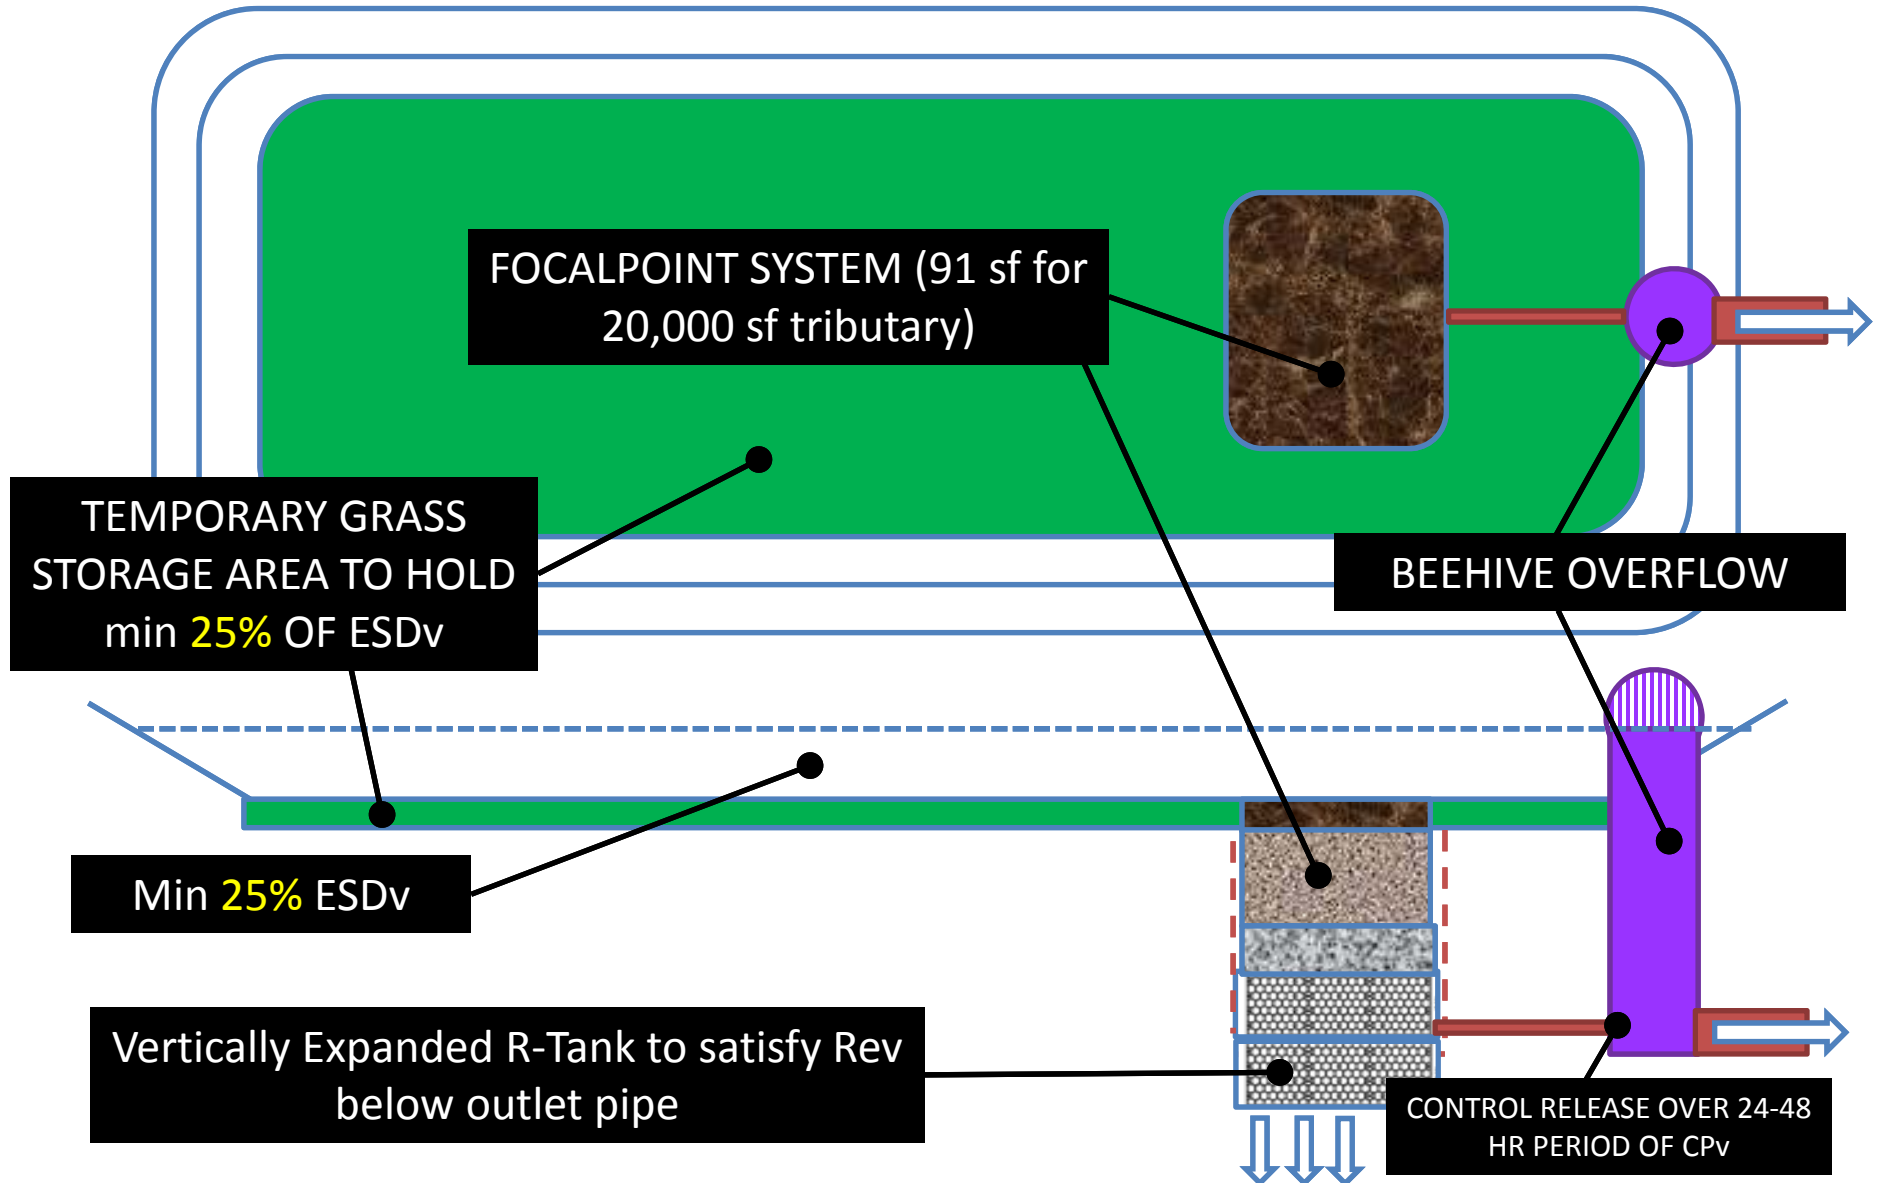 FOCALPOINT SYSTEM (91 sf for
20,000 sf tributary)
TEMPORARY GRASS
STORAGE AREA TO HOLD
min 25% OF ESDv
BEEHIVE OVERFLOW
Min 25% ESDv
Vertically Expanded R-Tank to satisfy Rev
below outlet pipe
CONTROL RELEASE OVER 24-48
HR PERIOD OF CPv